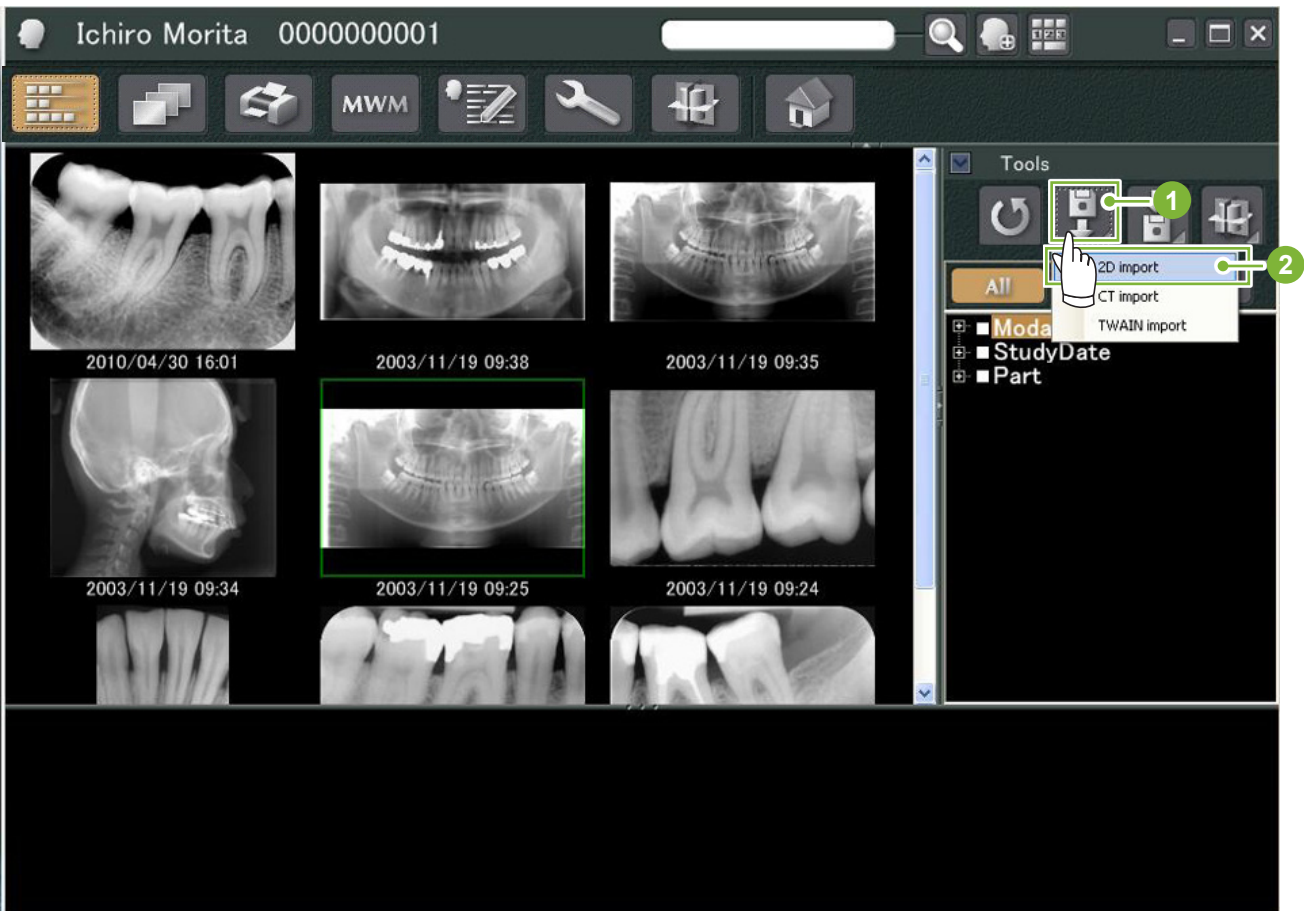 Ichiro Morita 0000000001
123
MWM
Tools
1
2D import
2
All
CT import
TWAIN import
Moda
StudyDate
Part
2010/04/30 16:01
2003/11/19 09:38
2003/11/19 09:35
2003/11/19 09:34
2003/11/19 09:25
2003/11/19 09:24